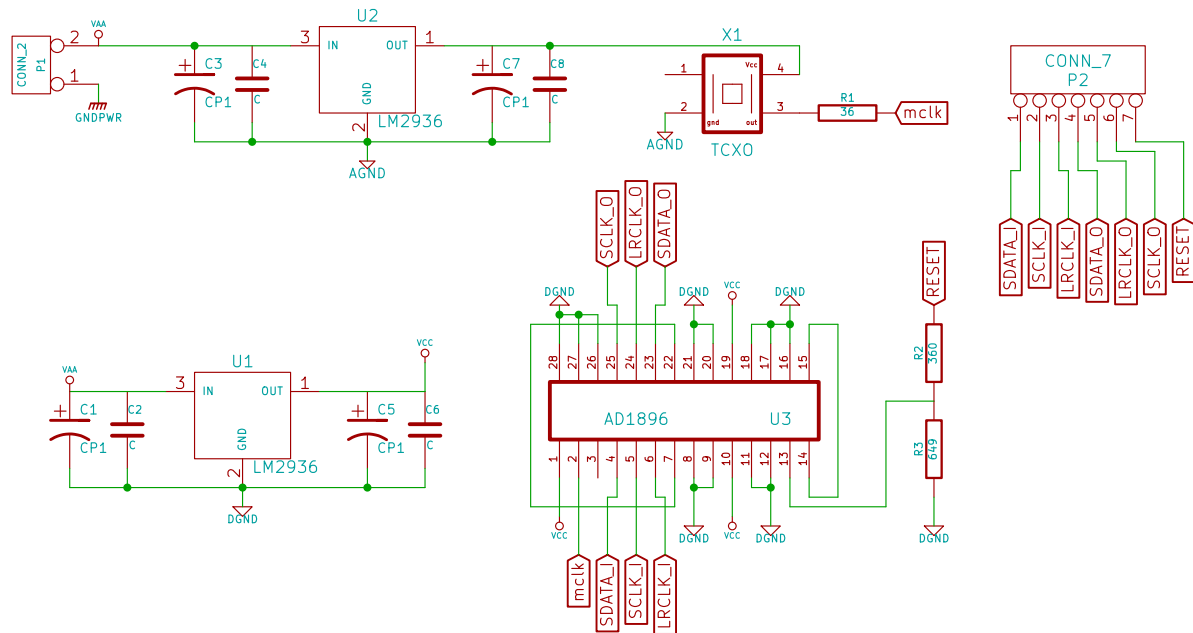 CONN_2
P1
2
1
VAA
GNDPWR
C3
CP1
C4
C
U2
3
IN
OUT
1
GND
2
LM2936
AGND
C7
CP1
C8
C
X1
1
2
Vcc
4
3
gnd
out
TCXO
AGND
R1
36
mclk
CONN_7
P2
1
2
3
4
5
6
7
SDATA_I
SCLK_I
LRCLK_I
SDATA_O
LRCLK_O
SCLK_O
RESET
VAA
C1
CP1
C2
C
U1
3
IN
OUT
1
GND
2
LM2936
DGND
VCC
C5
CP1
C6
C
SCLK_O
LRCLK_O
SDATA_O
DGND
DGND
VCC
DGND
28
27
26
25
24
23
22
21
20
19
18
17
16
15
AD1896
U3
1
2
3
4
5
6
7
8
9
10
11
12
13
14
VCC
DGND
VCC
DGND
mclk
SDATA_I
SCLK_I
LRCLK_I
RESET
R2
360
R3
649
DGND